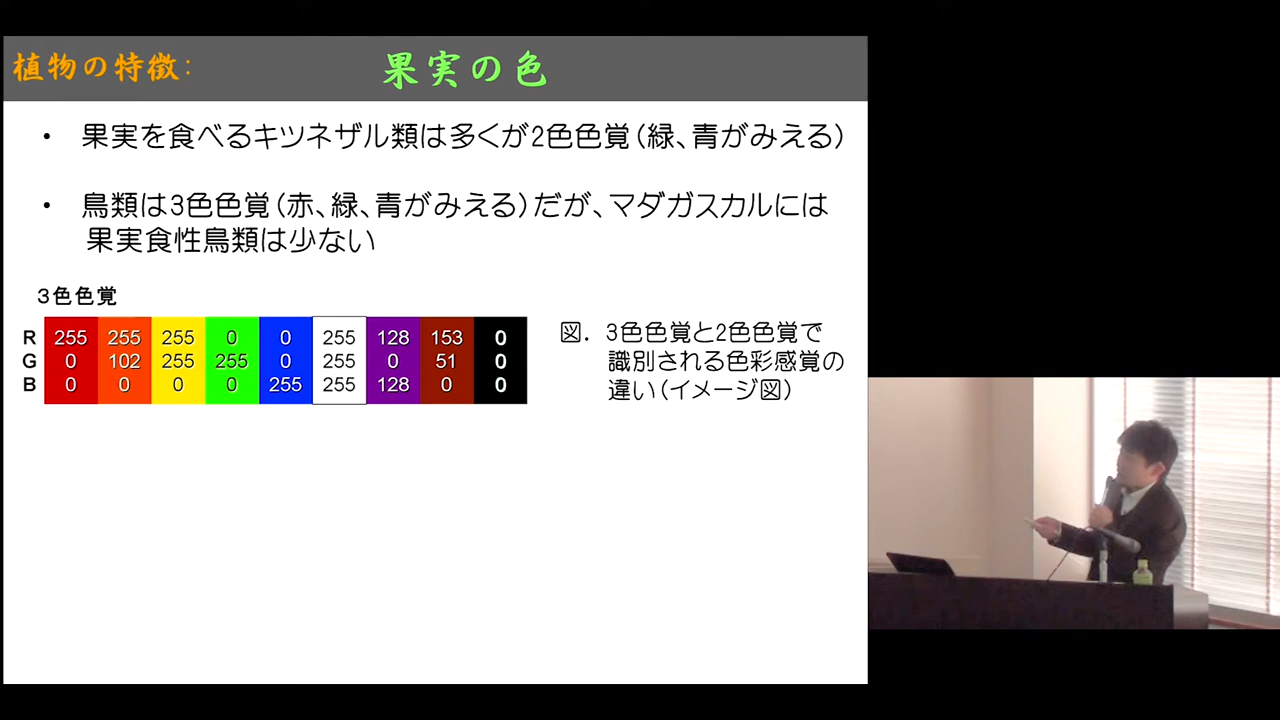 植物の特徴:
果実の色
・ 果実を食べるキツネザル類は多くが2色色覚(緑、青がみえる)
・ 鳥類は3色色覚(赤、緑、青がみえる)だが、マダガスカルには
果実食性鳥類は少ない
3色色覚
R 255 255 255 0 0 255 128 153 0
G 0 102 255 255 0 255 0 51 0
B 0 0 0 0 255 255 128 0 0
図. 3色色覚と2色色覚で
識別される色彩感覚の
違い(イメージ図)